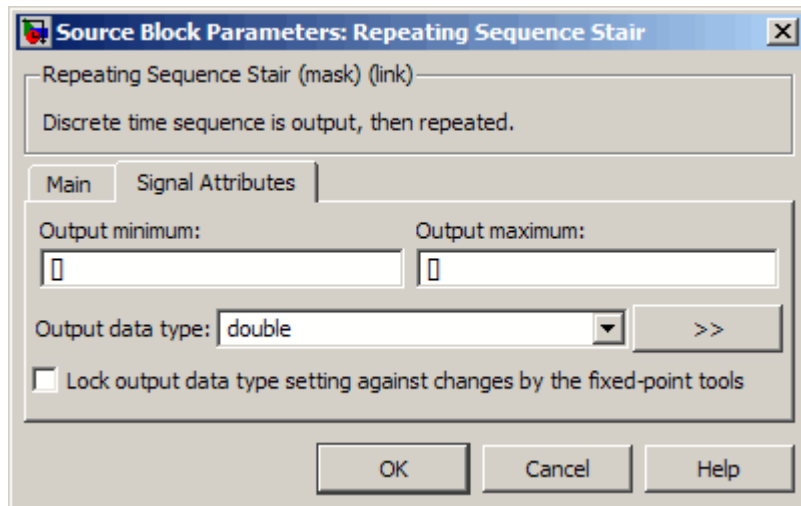 Source Block Parameters: Repeating Sequence Stair
Repeating Sequence Stair (mask) (link)
Discrete time sequence is output, then repeated.
Main Signal Attributes
Output minimum: Output maximum:
[] []
Output data type: double >>
Lock output data type setting against changes by the fixed-point tools
OK Cancel Help